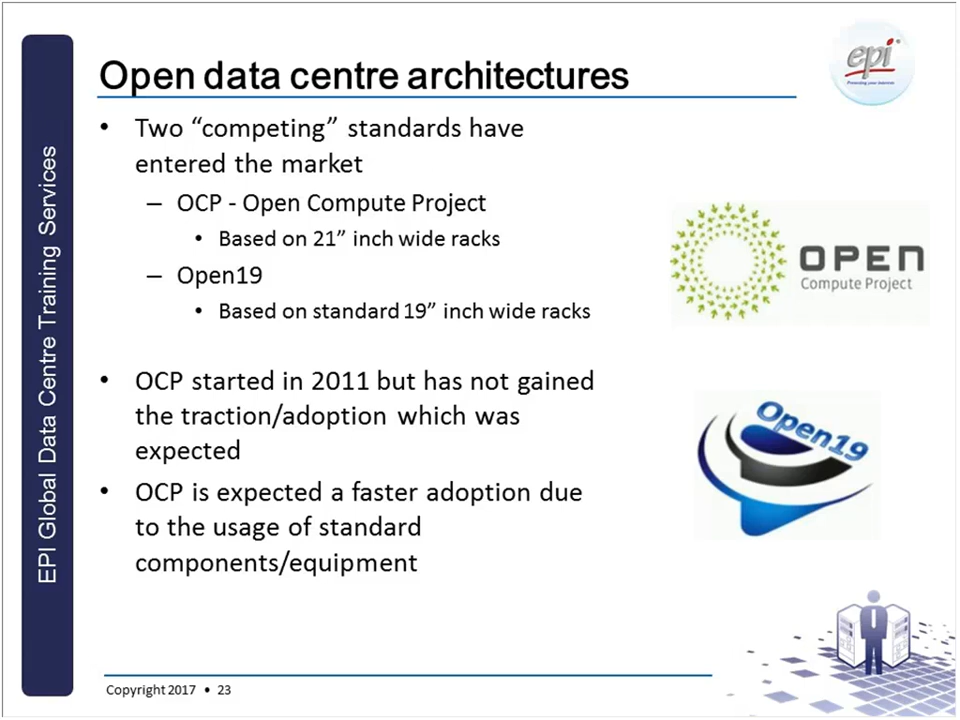 Open data centre architectures
epi
EPI Global Data Centre Training Services
• Two “competing” standards have
entered the market
– OCP - Open Compute Project
• Based on 21” inch wide racks
– Open19
• Based on standard 19” inch wide racks
OPEN
Compute Project
• OCP started in 2011 but has not gained
the traction/adoption which was
expected
Open19
• OCP is expected a faster adoption due
to the usage of standard
components/equipment
Copyright 2017 • 23